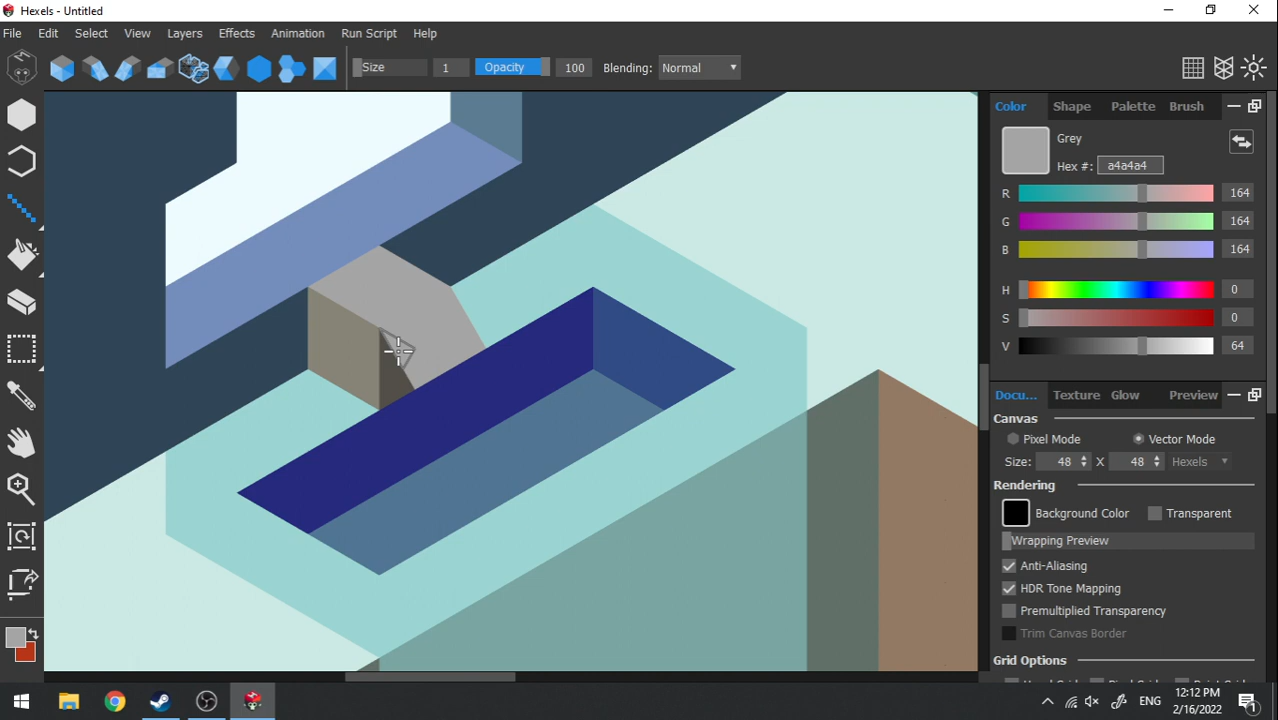 Hexels - Untitled
File Edit Select View Layers Effects Animation Run Script Help
Size 1 Opacity 100 Blending: Normal
Color Shape Palette Brush
Grey
Hex #: a4a4a4
R 164
G 164
B 164
H 0
S 0
V 64
Docu... Texture Glow Preview
Canvas
Pixel Mode Vector Mode
Size: 48 X 48 Hexels
Rendering
Background Color Transparent
Wrapping Preview
Anti-Aliasing
HDR Tone Mapping
Premultiplied Transparency
Trim Canvas Border
Grid Options
ENG
12:12 PM
2/16/2022
1